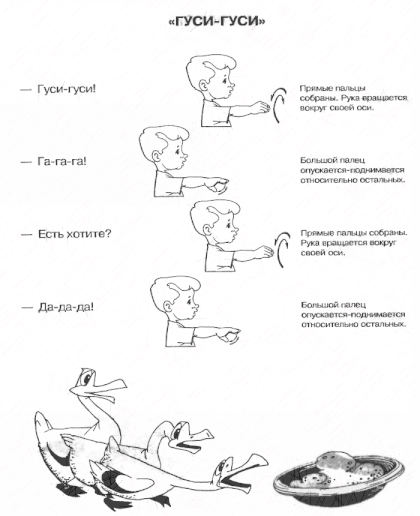 «ГУСИ-ГУСИ»
— Гуси-гуси!
Прямые пальцы
собраны. Рука вращается
вокруг своей оси.
— Га-га-га!
Большой палец
опускается-поднимается
относительно остальных.
— Есть хотите?
Прямые пальцы собраны.
Рука вращается вокруг
своей оси.
— Да-да-да!
Большой палец
опускается-поднимается
относительно остальных.